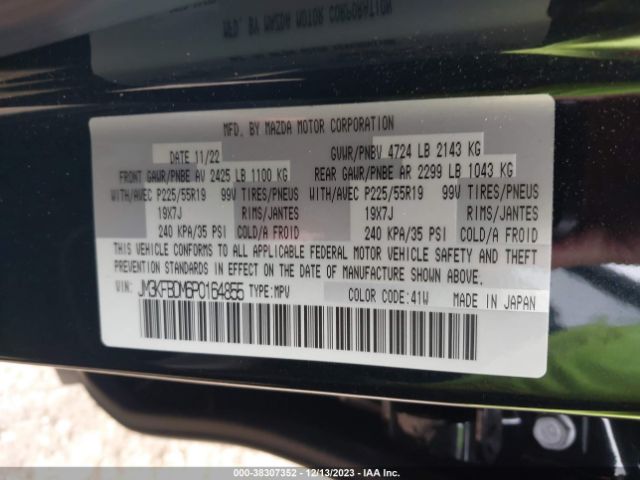 MFD. BY MAZDA MOTOR CORPORATION
DATE 11/22 GVWR/PNBV 4724 LB 2143 KG
FRONT GAWR/PNBE AV 2425 LB 1100 KG REAR GAWR/PNBE AR 2299 LB 1043 KG
WITH/AVEC P225/55R19 99V TIRES/PNEUS WITH/AVEC P225/55R19 99V TIRES/PNEUS
19X7J RIMS/JANTES 19X7J RIMS/JANTES
240 KPA/35 PSI COLD/A FROID 240 KPA/35 PSI COLD/A FROID
THIS VEHICLE CONFORMS TO ALL APPLICABLE FEDERAL MOTOR VEHICLE SAFETY AND THEFT
PREVENTION STANDARDS IN EFFECT ON THE DATE OF MANUFACTURE SHOWN ABOVE.
VIN: JM3KFBDM6P0164855 TYPE:MPV COLOR CODE:41W MADE IN JAPAN
000-38307352 - 12/13/2023 - IAA Inc.